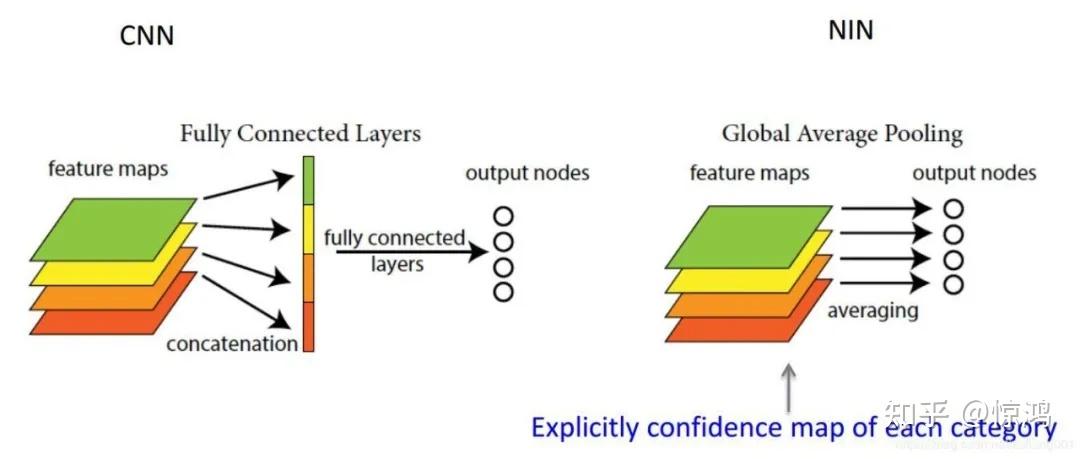 CNN
NIN
Fully Connected Layers
feature maps
output nodes
fully connected
layers
concatenation
Global Average Pooling
feature maps
output nodes
averaging
Explicitly confidence map of each category
知乎 @惊鸿